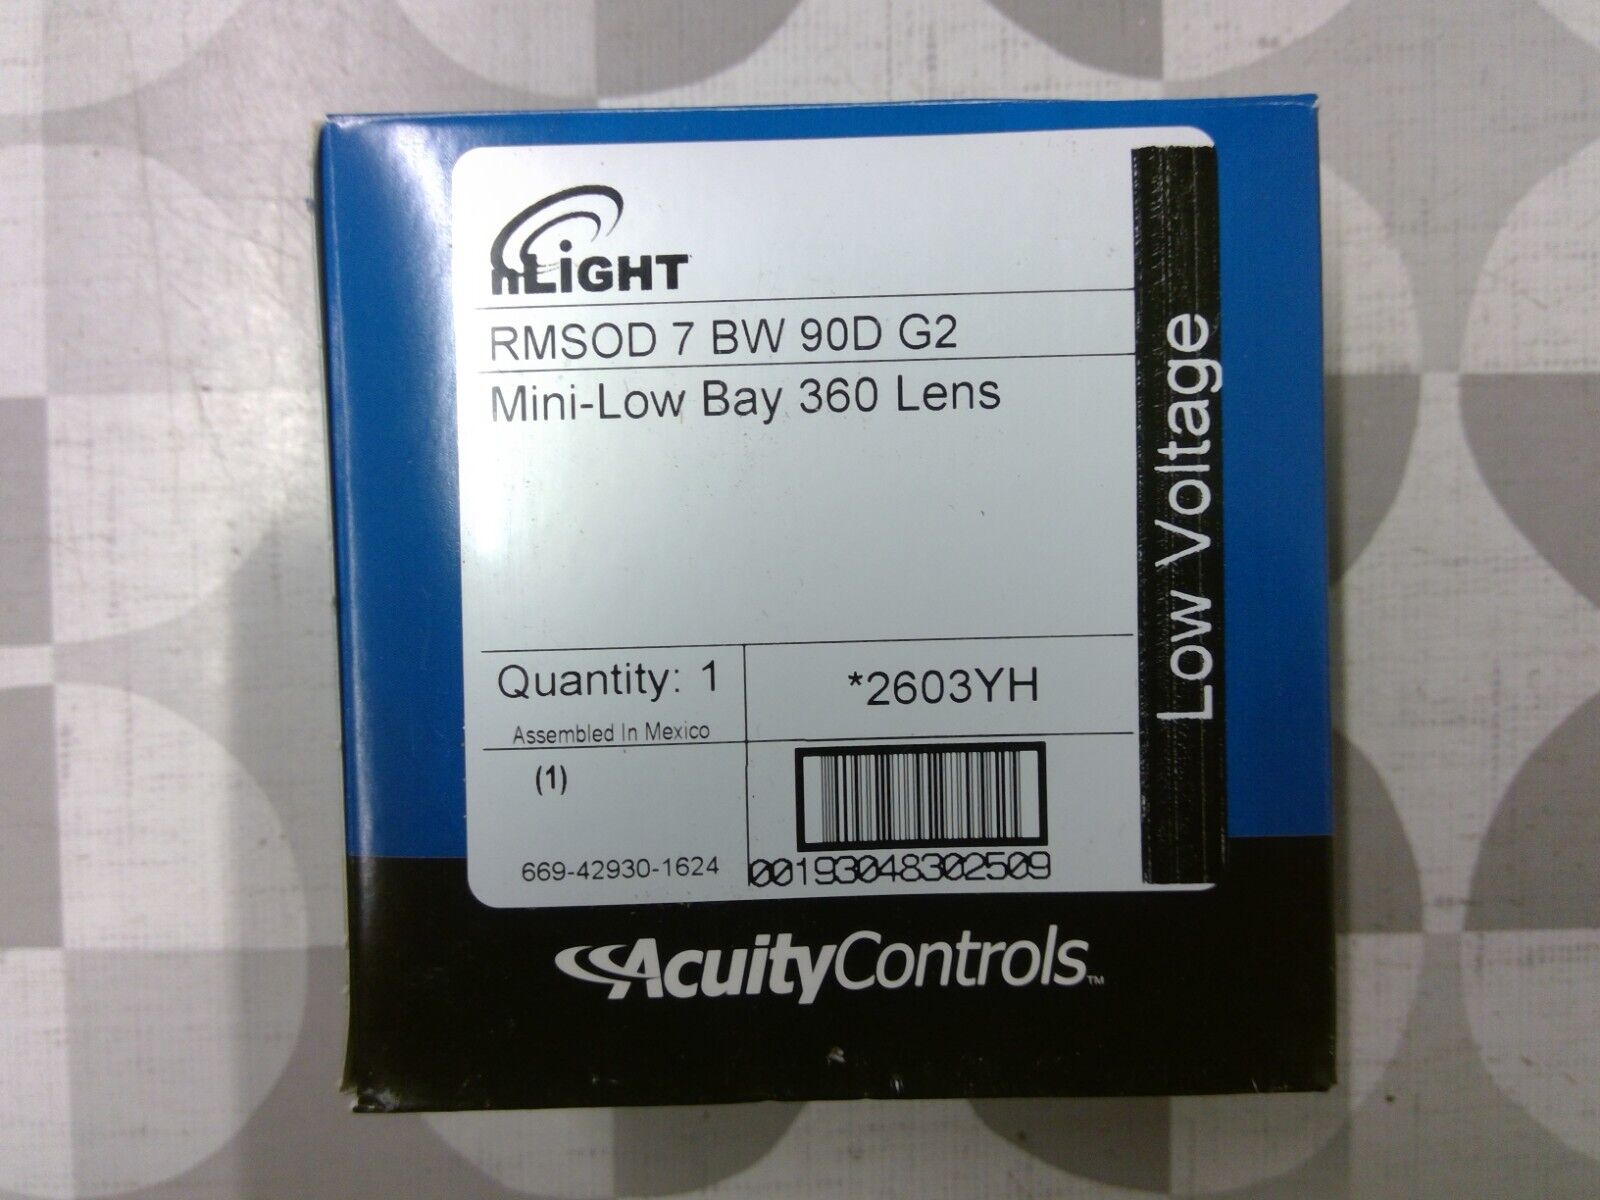 nLiGHT
RMSOD 7 BW 90D G2
Mini-Low Bay 360 Lens
Quantity: 1
Assembled In Mexico
*2603YH
(1)
669-42930-1624
00193048302509
Low Voltage
AcuityControls™